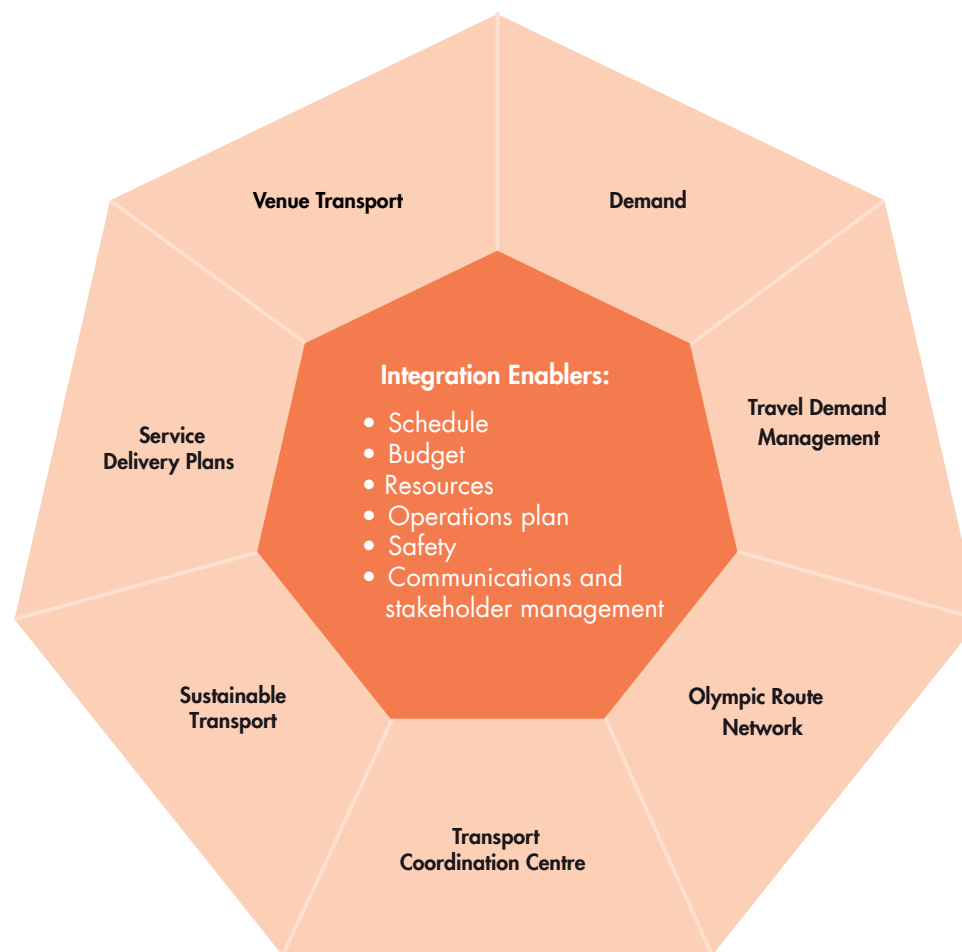 Venue Transport
Demand
Integration Enablers:
• Schedule
• Budget
• Resources
• Operations plan
• Safety
• Communications and
stakeholder management
Travel Demand
Management
Service
Delivery Plans
Sustainable
Transport
Olympic Route
Network
Transport
Coordination Centre